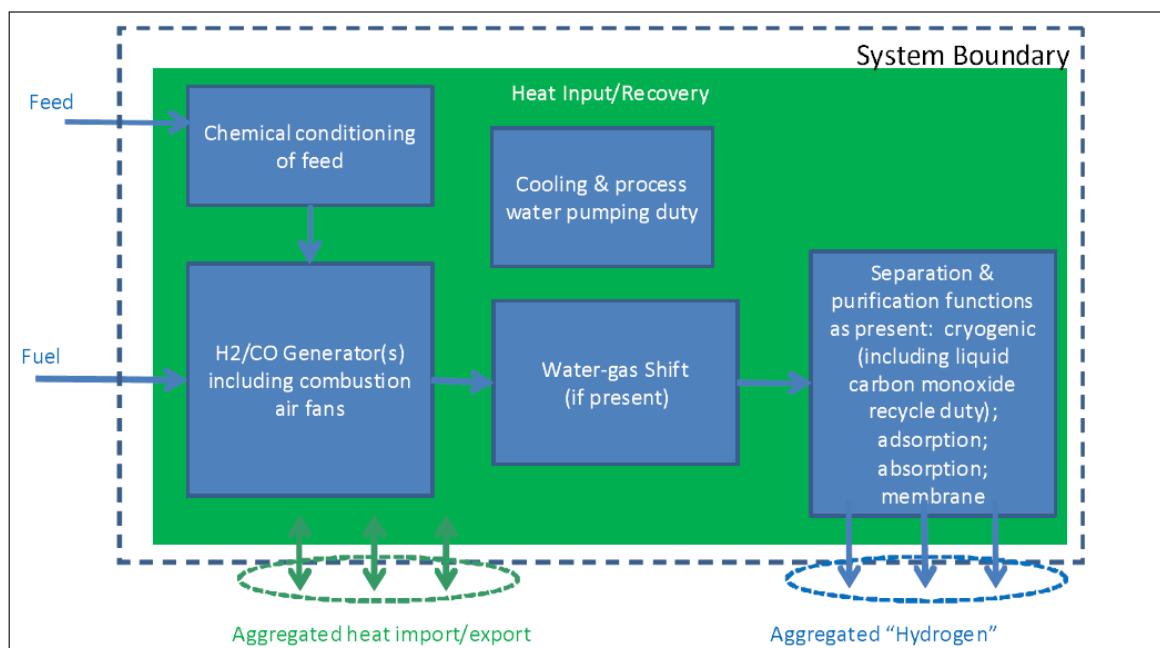 System Boundary
Feed
Heat Input/Recovery
Chemical conditioning
of feed
Cooling & process
water pumping duty
Fuel
H2/CO Generator(s)
including combustion
air fans
Water-gas Shift
(if present)
Separation &
purification functions
as present: cryogenic
(including liquid
carbon monoxide
recycle duty);
adsorption;
absorption;
membrane
Aggregated heat import/export
Aggregated “Hydrogen”